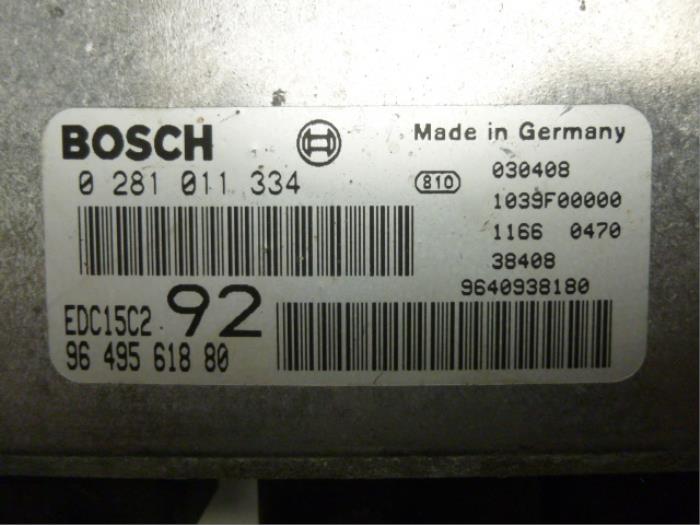 BOSCH
Made in Germany
0 281 011 334
810
030408
1039F00000
1166 0470
38408
9640938180
EDC15C2 92
96 495 618 80